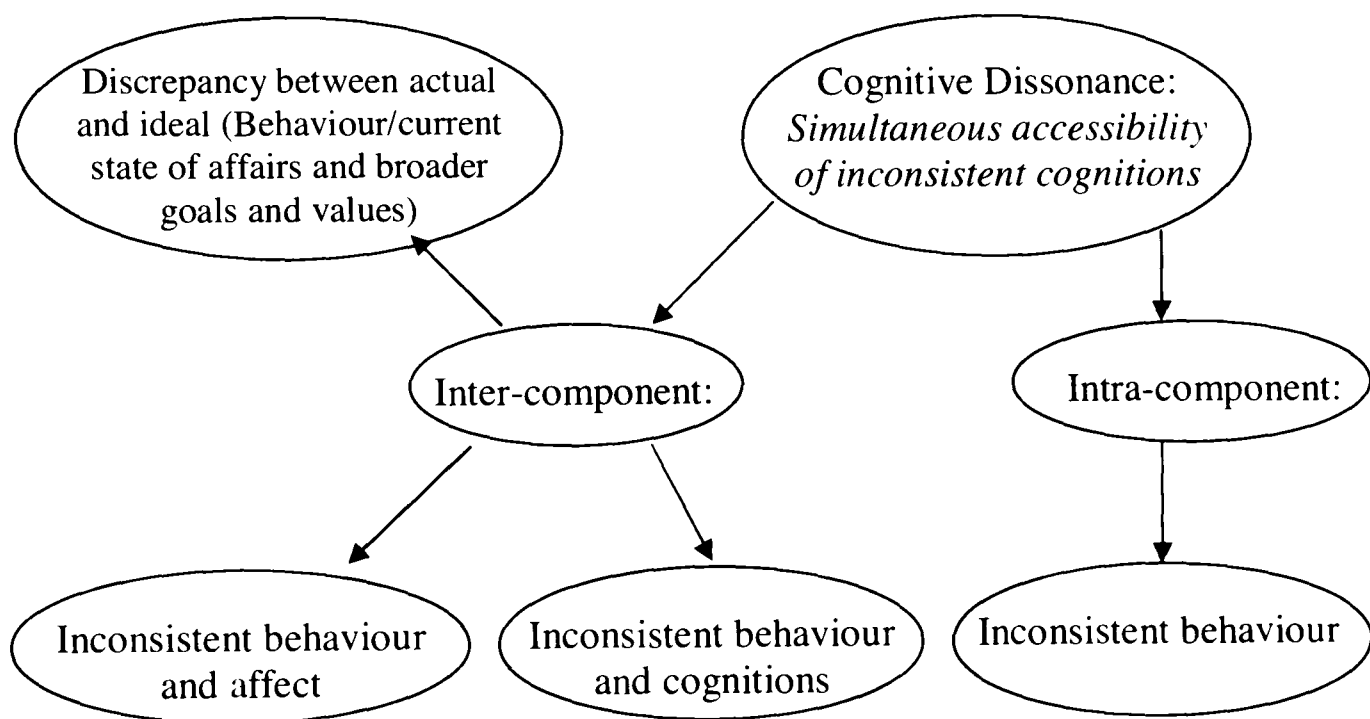 Discrepancy between actual
and ideal (Behaviour/current
state of affairs and broader
goals and values)
Cognitive Dissonance:
Simultaneous accessibility
of inconsistent cognitions
Inter-component:
Intra-component:
Inconsistent behaviour
and affect
Inconsistent behaviour
and cognitions
Inconsistent behaviour